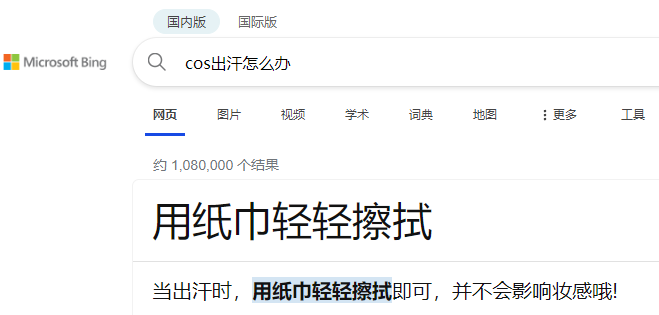 国内版 国际版
Microsoft Bing
cos出汗怎么办
网页 图片 视频 学术 词典 地图 更多 工具
约 1,080,000 个结果
用纸巾轻轻擦拭
当出汗时，用纸巾轻轻擦拭即可，并不会影响妆感哦!